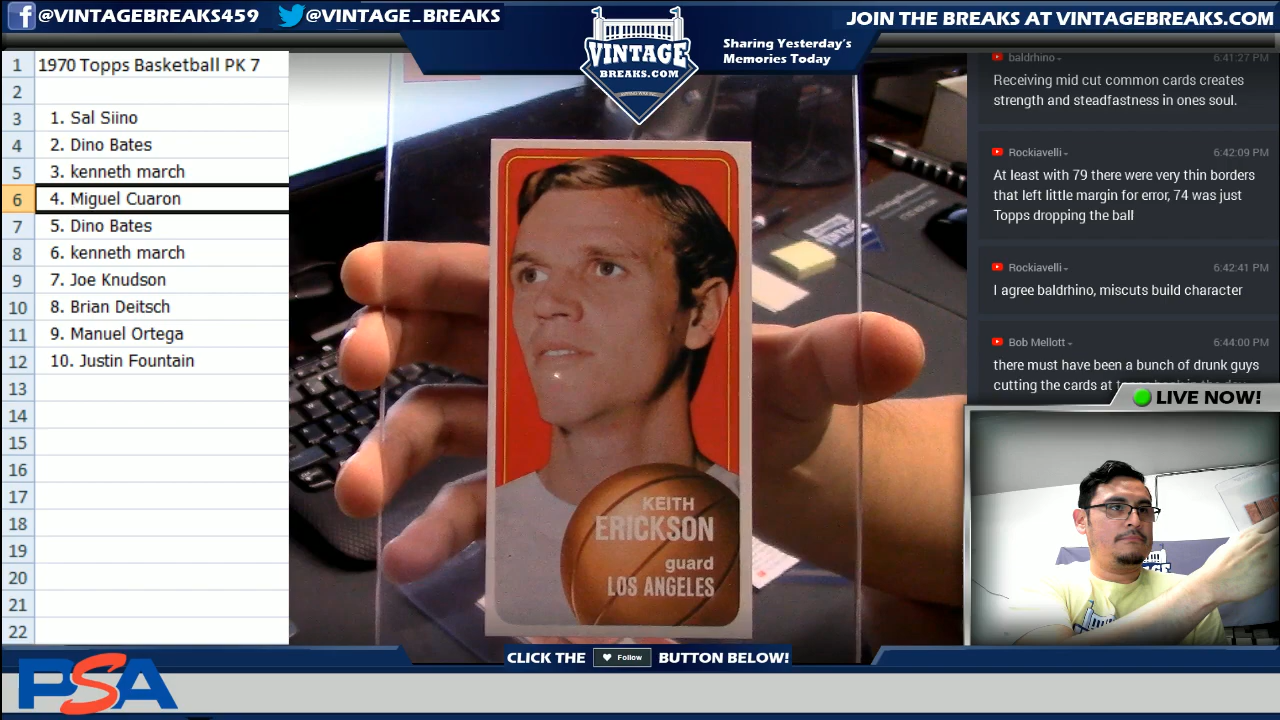 @VINTAGEBREAKS459
@VINTAGE_BREAKS
VINTAGE
BREAKS.COM
Sharing Yesterday's
Memories Today
JOIN THE BREAKS AT VINTAGEBREAKS.COM
1 1970 Topps Basketball PK 7
2
3 1. Sal Siino
4 2. Dino Bates
5 3. kenneth march
6 4. Miguel Cuaron
7 5. Dino Bates
8 6. kenneth march
9 7. Joe Knudson
10 8. Brian Deitsch
11 9. Manuel Ortega
12 10. Justin Fountain
13
14
15
16
17
18
19
20
21
22
KEITH
ERICKSON
guard
LOS ANGELES
baldrhino 6:41:27 PM
Receiving mid cut common cards creates
strength and steadfastness in ones soul.
Rockiavelli 6:42:09 PM
At least with 79 there were very thin borders
that left little margin for error, 74 was just
Topps dropping the ball
Rockiavelli 6:42:41 PM
I agree baldrhino, miscuts build character
Bob Mellott 6:44:00 PM
there must have been a bunch of drunk guys
cutting the cards at
LIVE NOW!
CLICK THE Follow BUTTON BELOW!
PSA